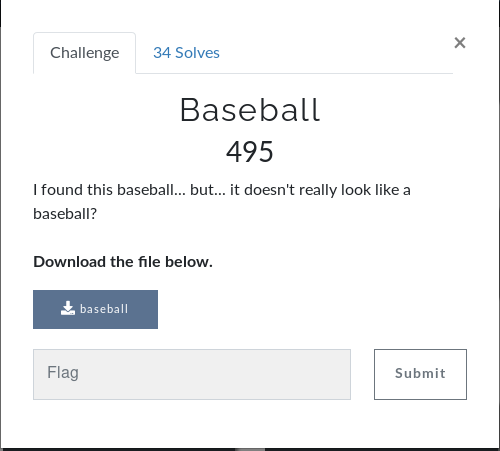 Challenge
34 Solves
×
Baseball
495
I found this baseball... but... it doesn't really look like a
baseball?
Download the file below.
baseball
Flag
Submit